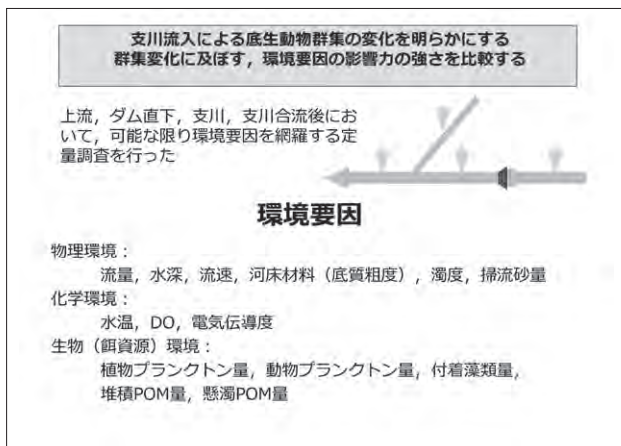 支川流入による底生動物群集の変化を明らかにする
群集変化に及ぼす，環境要因の影響力の強さを比較する
上流，ダム直下，支川，支川合流後にお
いて，可能な限り環境要因を網羅する定
量調査を行った
環境要因
物理環境：
流量，水深，流速，河床材料（底質粗度），濁度，掃流砂量
化学環境：
水温，DO，電気伝導度
生物（餌資源）環境：
植物プランクトン量，動物プランクトン量，付着藻類量，
堆積POM量，懸濁POM量